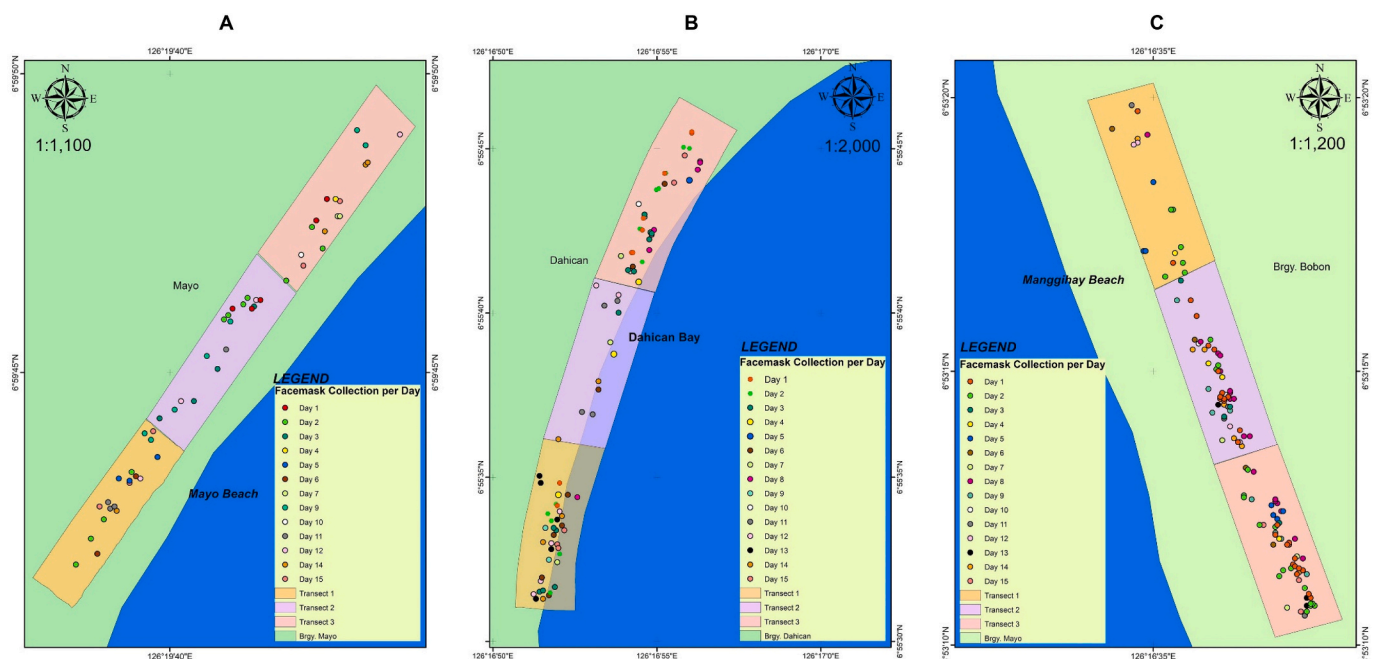 A
126°19'40"E
6°59'50"N
6°59'50"N
N
W
E
S
1:1,100
Mayo
6°59'45"N
6°59'45"N
Mayo Beach
LEGEND
Facemask Collection per Day
Day 1
Day 2
Day 3
Day 4
Day 5
Day 6
Day 7
Day 9
Day 10
Day 11
Day 12
Day 14
Day 15
Transect 1
Transect 2
Transect 3
Brgy. Mayo
126°19'40"E
B
126°16'50"E
126°16'55"E
126°17'0"E
N
W
E
S
1:2,000
6°55'45"N
6°55'45"N
Dahican
6°55'40"N
6°55'40"N
Dahican Bay
6°55'35"N
6°55'35"N
6°55'30"N
6°55'30"N
LEGEND
Facemask Collection per Day
Day 1
Day 2
Day 3
Day 4
Day 5
Day 6
Day 7
Day 8
Day 9
Day 10
Day 11
Day 12
Day 13
Day 14
Day 15
Transect 1
Transect 2
Transect 3
Brgy. Dahican
126°16'50"E
126°16'55"E
126°17'0"E
C
126°16'35"E
6°53'20"N
6°53'20"N
N
W
E
S
1:1,200
Manggibay Beach
Brgy. Bobon
6°53'15"N
6°53'15"N
6°53'10"N
6°53'10"N
LEGEND
Facemask Collection per Day
Day 1
Day 2
Day 3
Day 4
Day 5
Day 6
Day 7
Day 8
Day 9
Day 10
Day 11
Day 12
Day 13
Day 14
Day 15
Transect 1
Transect 2
Transect 3
Brgy. Mayo
126°16'35"E